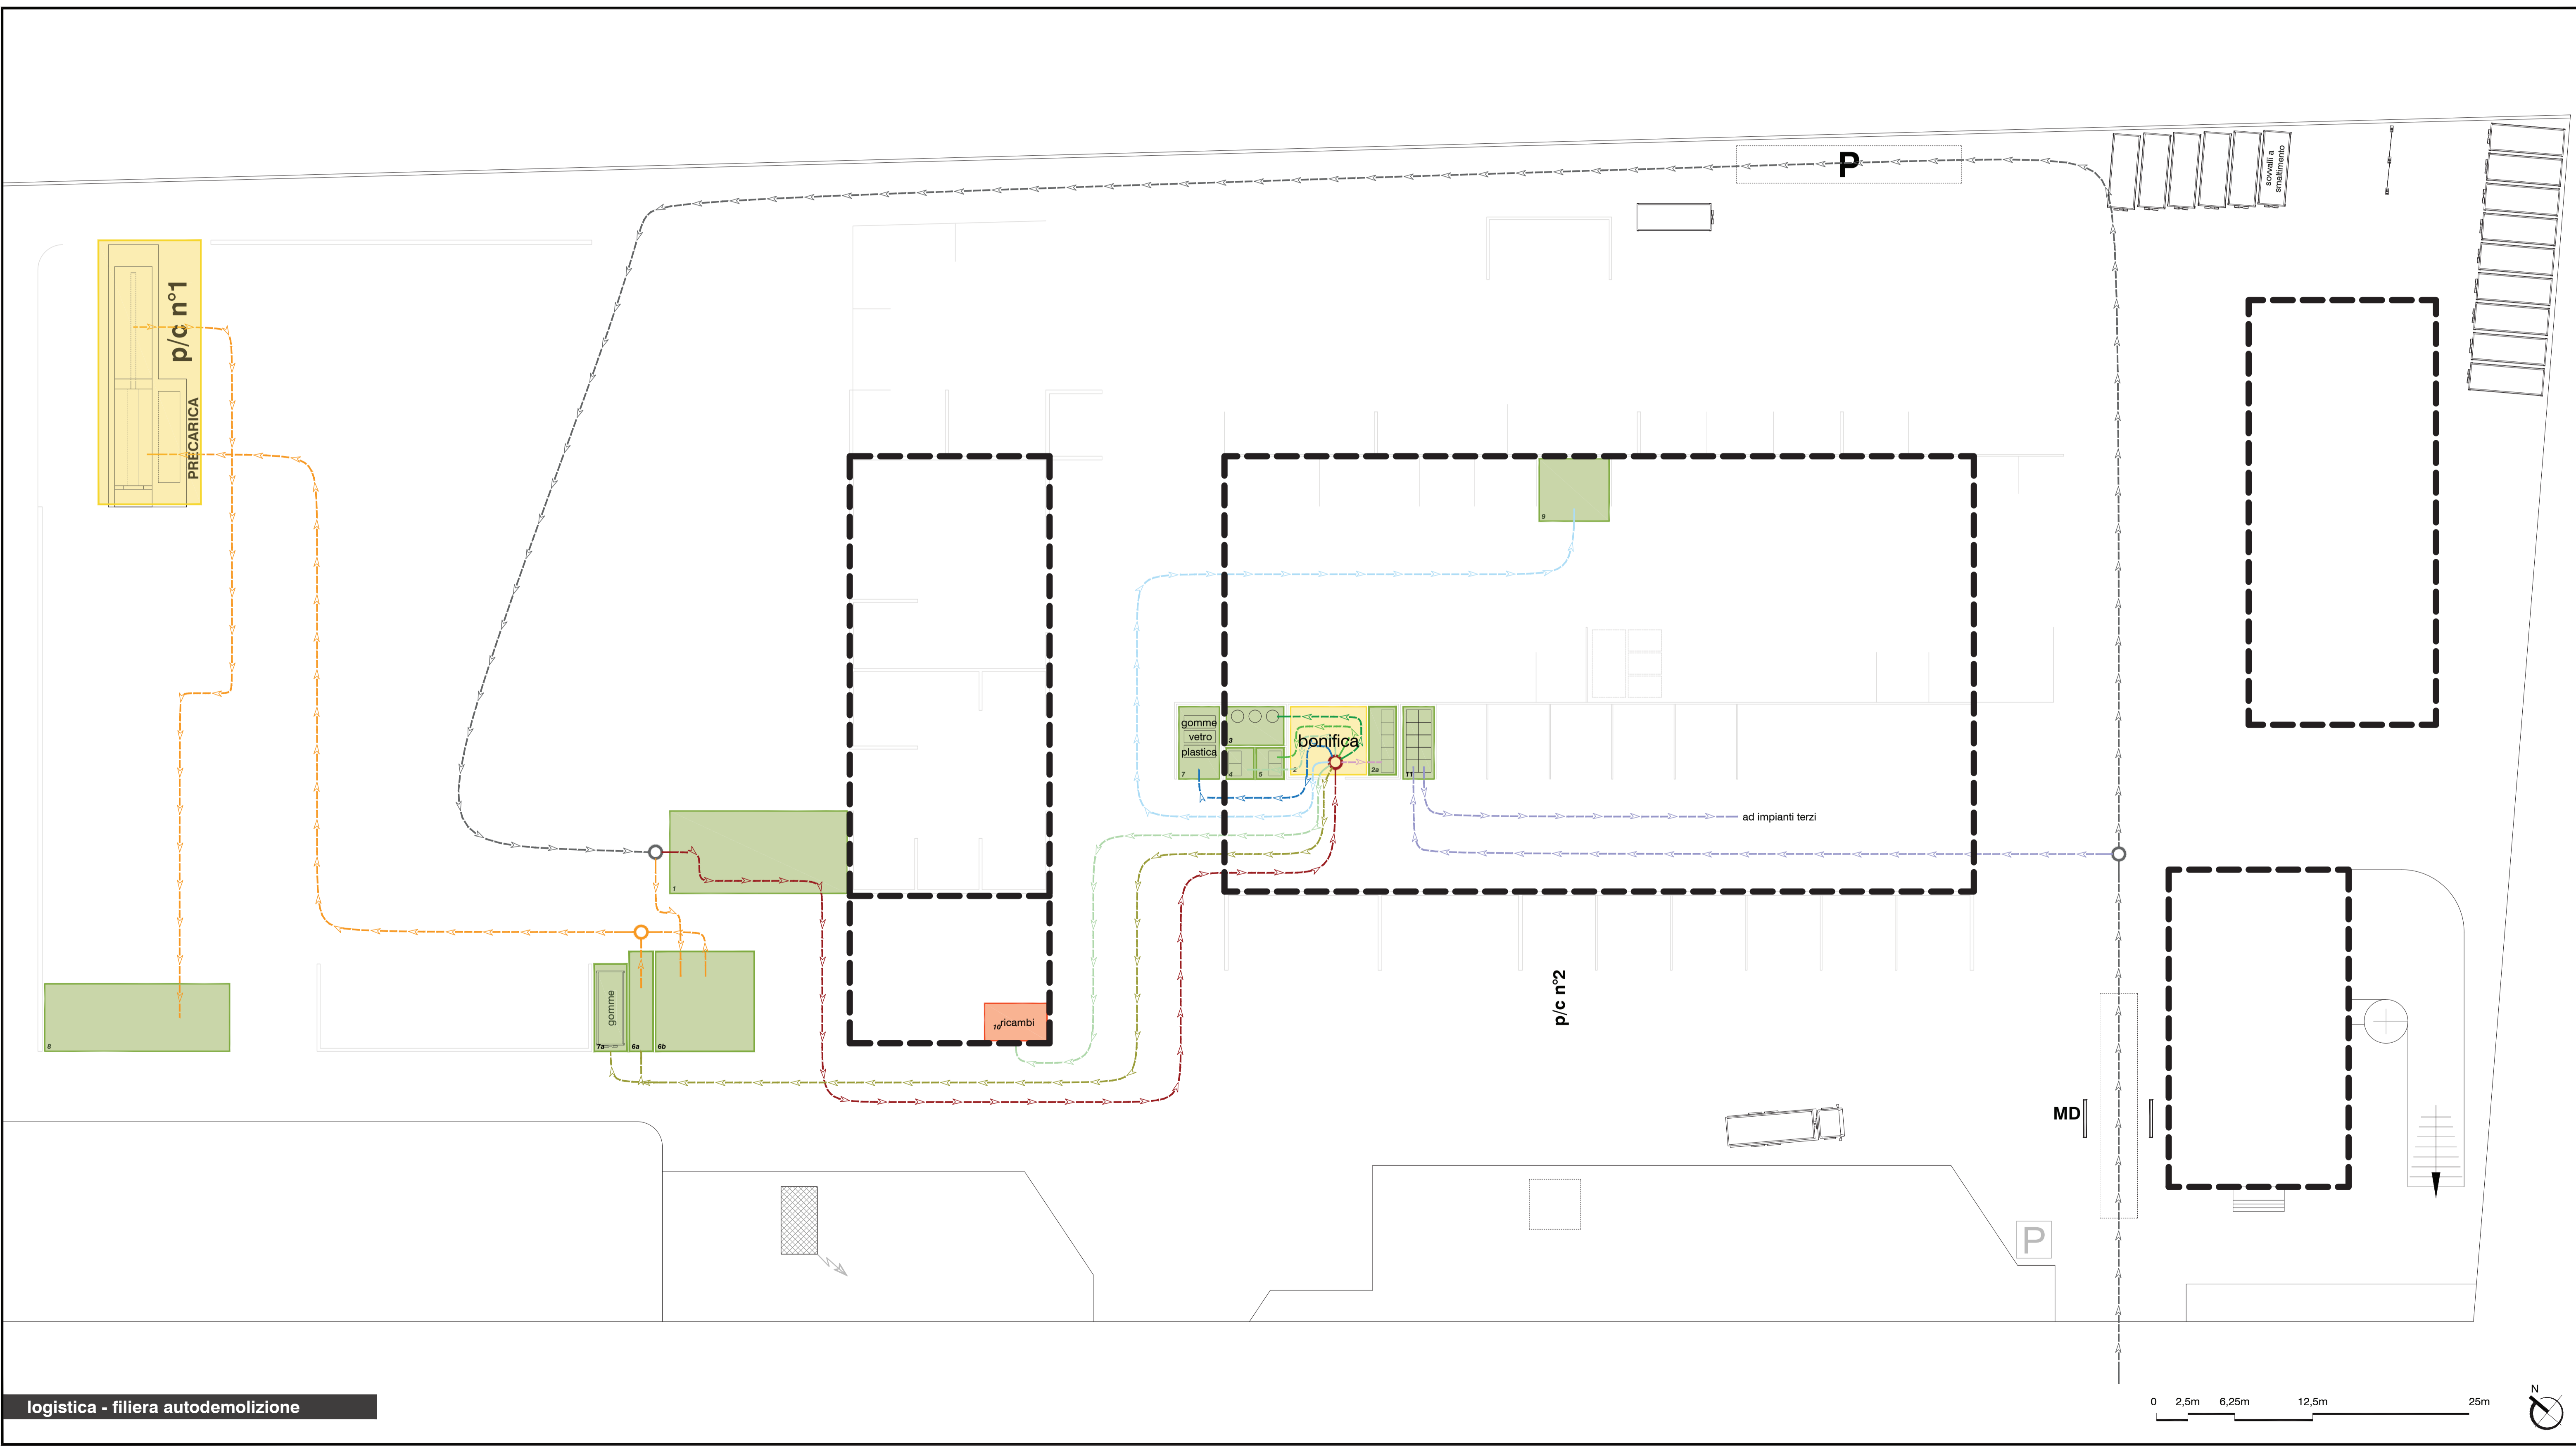 P
sovvalli a
smaltimento
p/c n°1
PRECARICA
9
gomme
vetro
plastica
7
3
4
5
bonifica
2
2a
11
ad impianti terzi
1
gomme
7a
6a
6b
8
10
ricambi
p/c n°2
MD
P
logistica - filiera autodemolizione
0 2,5m 6,25m 12,5m 25m
N